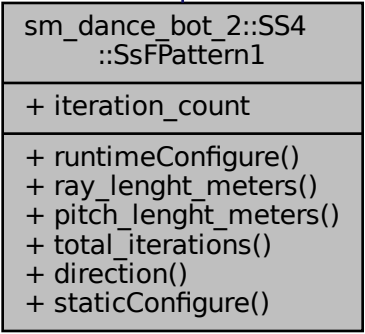 sm_dance_bot_2::SS4
::SsFPattern1
+ iteration_count
+ runtimeConfigure()
+ ray_lenght_meters()
+ pitch_lenght_meters()
+ total_iterations()
+ direction()
+ staticConfigure()